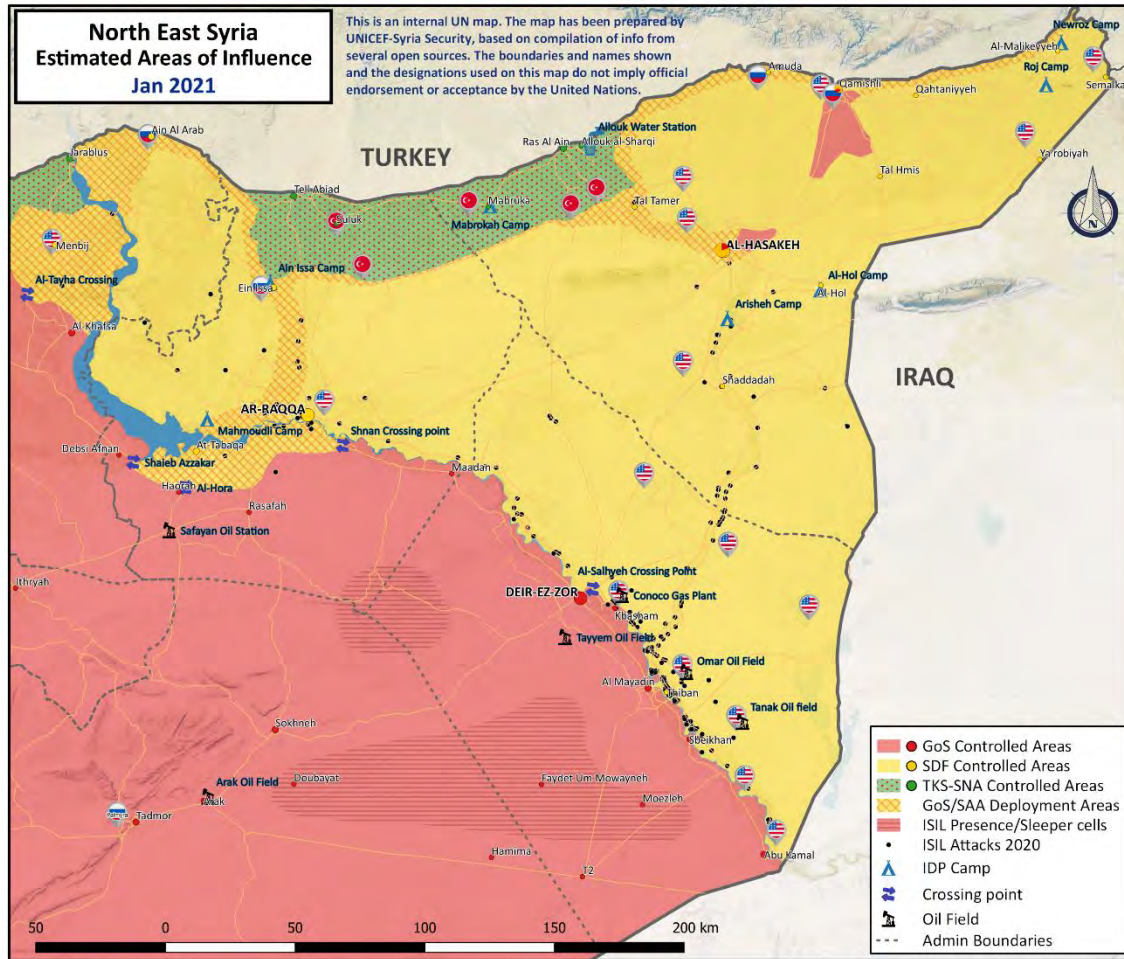 North East Syria
Estimated Areas of Influence
Jan 2021
This is an internal UN map. The map has been prepared by
UNICEF-Syria Security, based on compilation of info from
several open sources. The boundaries and names shown
and the designations used on this map do not imply official
endorsement or acceptance by the United Nations.
Newroz Camp
Al-Malikeyyeh
Roj Camp
Semalka
Amuda
Qamishli
Qahtaniyyeh
Ain Al Arab
Allouk Water Station
Ras Al Ain
Allouk al-Sharqi
TURKEY
Jarablus
Ya'robiyah
Tal Hmis
Tell Abiad
Mabruka
Mabrokah Camp
Tal Tamer
Suluk
Menbij
AL-HASAKEH
N
Al-Tayha Crossing
Ain Issa Camp
Ein Issa
Al-Hol Camp
Al-Hol
Arisheh Camp
Al-Khafsa
IRAQ
Shaddadah
AR-RAQQA
Mahmoudli Camp
Shnan Crossing point
Debsi Afnan
At-Tabaqa
Shaieb Azzakar
Maadan
Al-Hora
Rasafah
Safayan Oil Station
Al-Salhyeh Crossing Point
Ithryah
DEIR-EZ-ZOR
Conoco Gas Plant
Khasham
Tayyem Oil Field
Omar Oil Field
Al Mayadin
Thiban
Tanak Oil field
Sbeikhan
Sokhneh
Arak Oil Field
Arak
Doubayat
Faydet Um Mowayneh
Moezleh
Tadmor
Hamima
T2
Abu Kamal
GoS Controlled Areas
SDF Controlled Areas
TKS-SNA Controlled Areas
GoS/SAA Deployment Areas
ISIL Presence/Sleeper cells
ISIL Attacks 2020
IDP Camp
Crossing point
Oil Field
Admin Boundaries
50 0 50 100 150 200 km